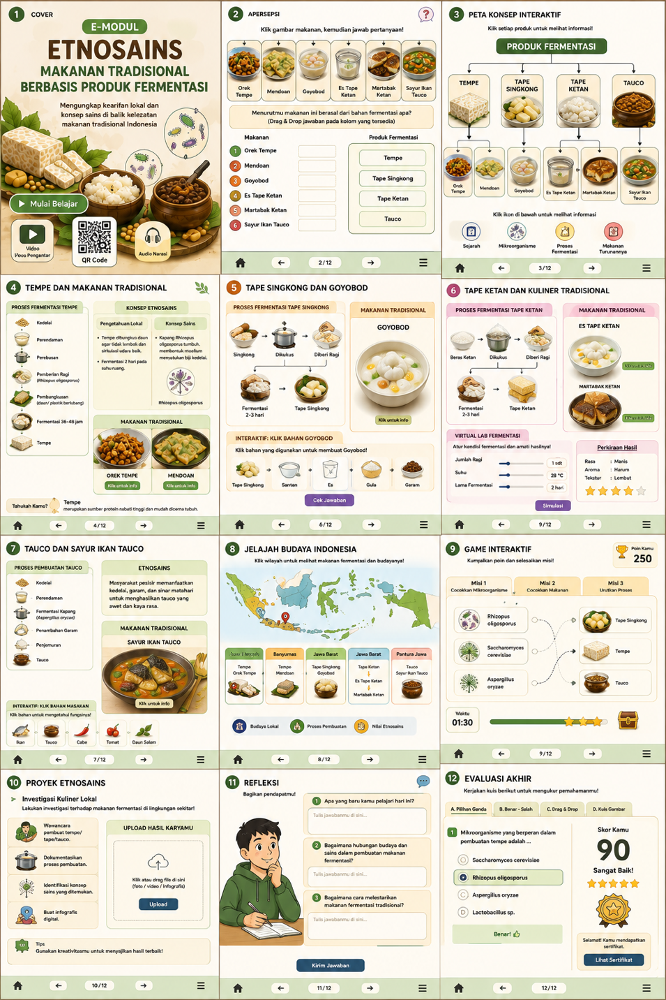 1 COVER
E-MODUL
ETNOSAINS
MAKANAN TRADISIONAL
BERBASIS PRODUK FERMENTASI
Mengungkap kearifan lokal dan
konsep sains di balik kelezatan
makanan tradisional Indonesia
Mulai Belajar
Video
Pengantar
QR Code
Audio Narasi
2 APERSEPSI
?
Klik gambar makanan, kemudian jawab pertanyaan!
Orek
Tempe
Mendoan
Goyobod
Es Tape
Ketan
Martabak
Ketan
Sayur Ikan
Tauco
Menurutmu makanan ini berasal dari bahan fermentasi apa?
(Drag & Drop jawaban pada kolom yang tersedia)
Makanan
Produk Fermentasi
1 Orek Tempe
2 Mendoan
3 Goyobod
4 Es Tape Ketan
5 Martabak Ketan
6 Sayur Ikan Tauco
Tempe
Tape Singkong
Tape Ketan
Tauco
2/12
3 PETA KONSEP INTERAKTIF
Klik setiap produk untuk melihat informasi!
PRODUK FERMENTASI
TEMPE
TAPE
SINGKONG
TAPE
KETAN
TAUCO
Orek
Tempe
Mendoan
Goyobod
Es Tape Ketan
Martabak Ketan
Sayur Ikan
Tauco
Klik ikon di bawah untuk melihat informasi
Sejarah
Mikroorganisme
Proses
Fermentasi
Makanan
Turunannya
3/12
4 TEMPE DAN MAKANAN TRADISIONAL
PROSES FERMENTASI TEMPE
Kedelai
Perendaman
Perebusan
Pemberian Ragi
(Rhizopus oligosporus)
Pembungkusan
(daun/ plastik berlubang)
Fermentasi 36-48 jam
Tempe
KONSEP ETNOSAINS
Pengetahuan Lokal
• Tempe dibungkus daun
agar tidak lembek dan
sirkulasi udara baik.
• Fermentasi 2 hari pada
suhu ruang.
Konsep Sains
• Kapang Rhizopus
oligosporus tumbuh,
membentuk
menyatukan biji kedelai.
Rhizopus oligosporus
MAKANAN TRADISIONAL
OREK TEMPE
Klik untuk info
MENDOAN
Klik untuk info
Tahukah Kamu?
Tempe
merupakan sumber protein nabati tinggi dan mudah dicerna tubuh.
4/12
5 TAPE SINGKONG DAN GOYOBOD
PROSES FERMENTASI TAPE SINGKONG
Singkong
Dikukus
Diberi Ragi
Fermentasi
2-3 hari
Tape Singkong
MAKANAN TRADISIONAL
GOYOBOD
Klik untuk info
INTERAKTIF: KLIK BAHAN GOYOBOD
Klik bahan yang digunakan untuk membuat Goyobod!
Tape Singkong
Santan
Es
Gula
Garam
Cek Jawaban
6/12
6 TAPE KETAN DAN KULINER TRADISIONAL
PROSES FERMENTASI TAPE KETAN
Beras Ketan
Dikukus
Diberi Ragi
Fermentasi
2-3 hari
Tape Ketan
MAKANAN TRADISIONAL
ES TAPE KETAN
MARTABAK KETAN
VIRTUAL LAB FERMENTASI
Atur kondisi fermentasi dan amati hasilnya!
Jumlah Ragi
1 sdt
Suhu
28 °C
Lama Fermentasi
2 hari
Simulasi
Perkiraan Hasil
Rasa : Manis
Aroma : Harum
Tekstur : Lembut
9/12
7 TAUCO DAN SAYUR IKAN TAUCO
PROSES PEMBUATAN TAUCO
Kedelai
Perendaman
Fermentasi Kapang
(Aspergillus oryzae)
Penambahan Garam
Penjemuran
Tauco
ETNOSAINS
Masyarakat pesisir memanfaatkan
kedelai, garam, dan sinar matahari
untuk menghasilkan tauco yang
awet dan kaya rasa.
MAKANAN TRADISIONAL
SAYUR IKAN TAUCO
Klik untuk info
INTERAKTIF: KLIK BAHAN MASAKAN
Klik bahan untuk mengetahui fungsinya!
Ikan
Tauco
Cabe
Tomat
Daun Salam
7/12
8 JELAJAH BUDAYA INDONESIA
Klik wilayah untuk melihat makanan fermentasi dan budayanya!
Tempe
Orek Tempe
Banyumas
Tempe
Mendoan
Jawa Barat
Tape Singkong
Goyobod
Jawa Barat
Tape Ketan
Es Tape Ketan
Martabak Ketan
Pantura Jawa
Tauco
Sayur Ikan Tauco
Budaya Lokal
Proses Pembuatan
Nilai Etnosains
8/12
9 GAME INTERAKTIF
Kumpulkan poin dan selesaikan misi!
Poin Kamu
250
Misi 1
Cocokkan Mikroorganisme
Misi 2
Cocokkan Makanan
Misi 3
Urutkan Proses
Rhizopus
oligosporus
Saccharomyces
cerevisiae
Aspergillus
oryzae
Tape Singkong
Tempe
Tauco
Waktu
01:30
9/12
10 PROYEK ETNOSAINS
Investigasi Kuliner Lokal
Lakukan investigasi terhadap makanan fermentasi di lingkungan sekitar!
Wawancara
pembuat tempe/
tape/tauco.
Dokumentasikan
proses pembuatan.
Identifikasi konsep
sains yang ditemukan.
Buat infografis
digital.
UPLOAD HASIL KARYAMU
Klik atau drag file di sini
(foto / video / infografis)
Upload
Tips
Gunakan kreativitasmu untuk menyajikan hasil terbaik!
10/12
11 REFLEKSI
Bagikan pendapatmu!
1 Apa yang baru kamu pelajari hari ini?
Tulis jawabanmu di sini...
2 Bagaimana hubungan budaya dan
sains dalam pembuatan makanan
fermentasi?
Tulis jawabanmu di sini...
3 Bagaimana cara melestarikan
makanan fermentasi tradisional?
Tulis jawabanmu di sini...
Kirim Jawaban
11/12
12 EVALUASI AKHIR
Kerjakan kuis berikut untuk mengukur pemahamanmu!
A. Pilihan Ganda
B. Benar - Salah
C. Drag & Drop
D. Kuis Gambar
1 Mikroorganisme yang berperan dalam
pembuatan tempe adalah ...
Saccharomyces cerevisiae
Rhizopus oligosporus
C Aspergillus oryzae
D Lactobacillus sp.
Benar!
Skor Kamu
90
Sangat Baik!
Selamat! Kamu mendapatkan
sertifikat.
Lihat Sertifikat
12/12